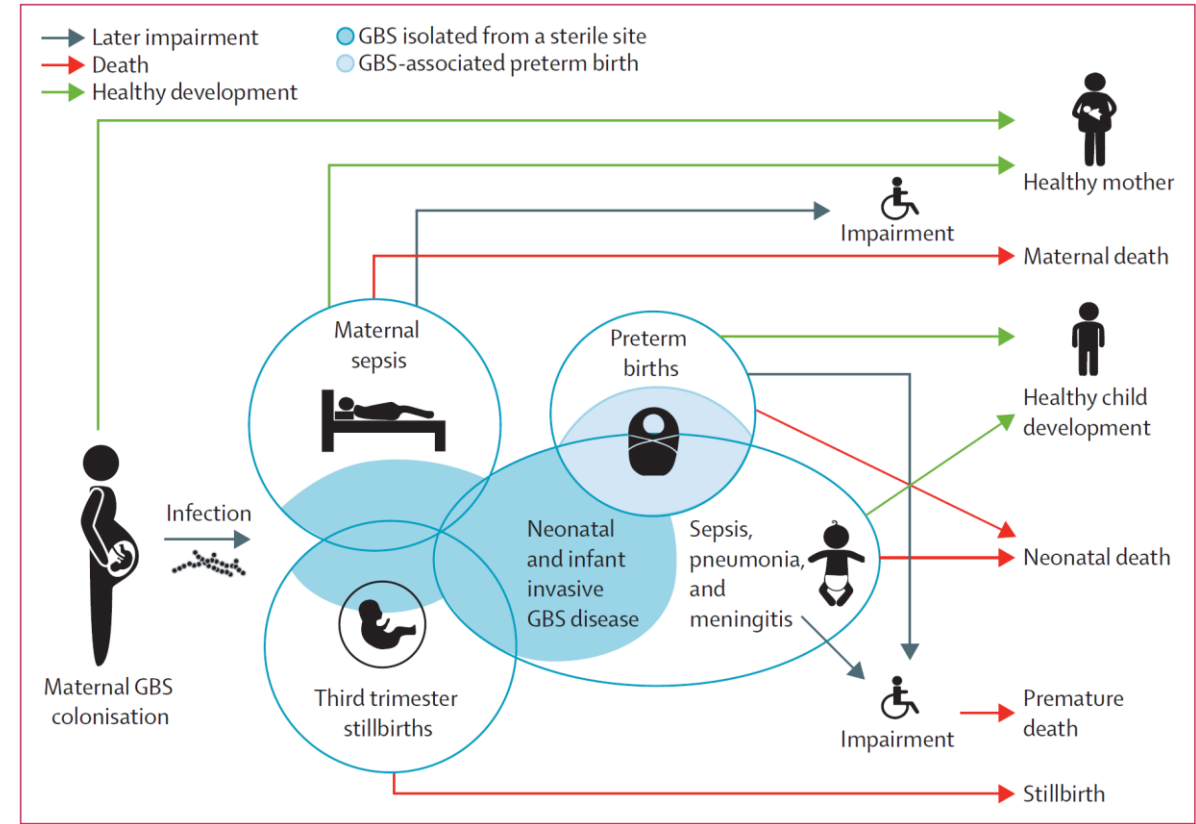 Later impairment
Death
Healthy development
GBS isolated from a sterile site
GBS-associated preterm birth
Healthy mother
Impairment
Maternal death
Maternal
sepsis
Preterm
births
Healthy child
development
Infection
Neonatal
and infant
invasive
GBS disease
Sepsis,
pneumonia,
and
meningitis
Neonatal death
Maternal GBS
colonisation
Third trimester
stillbirths
Impairment
Premature
death
Stillbirth